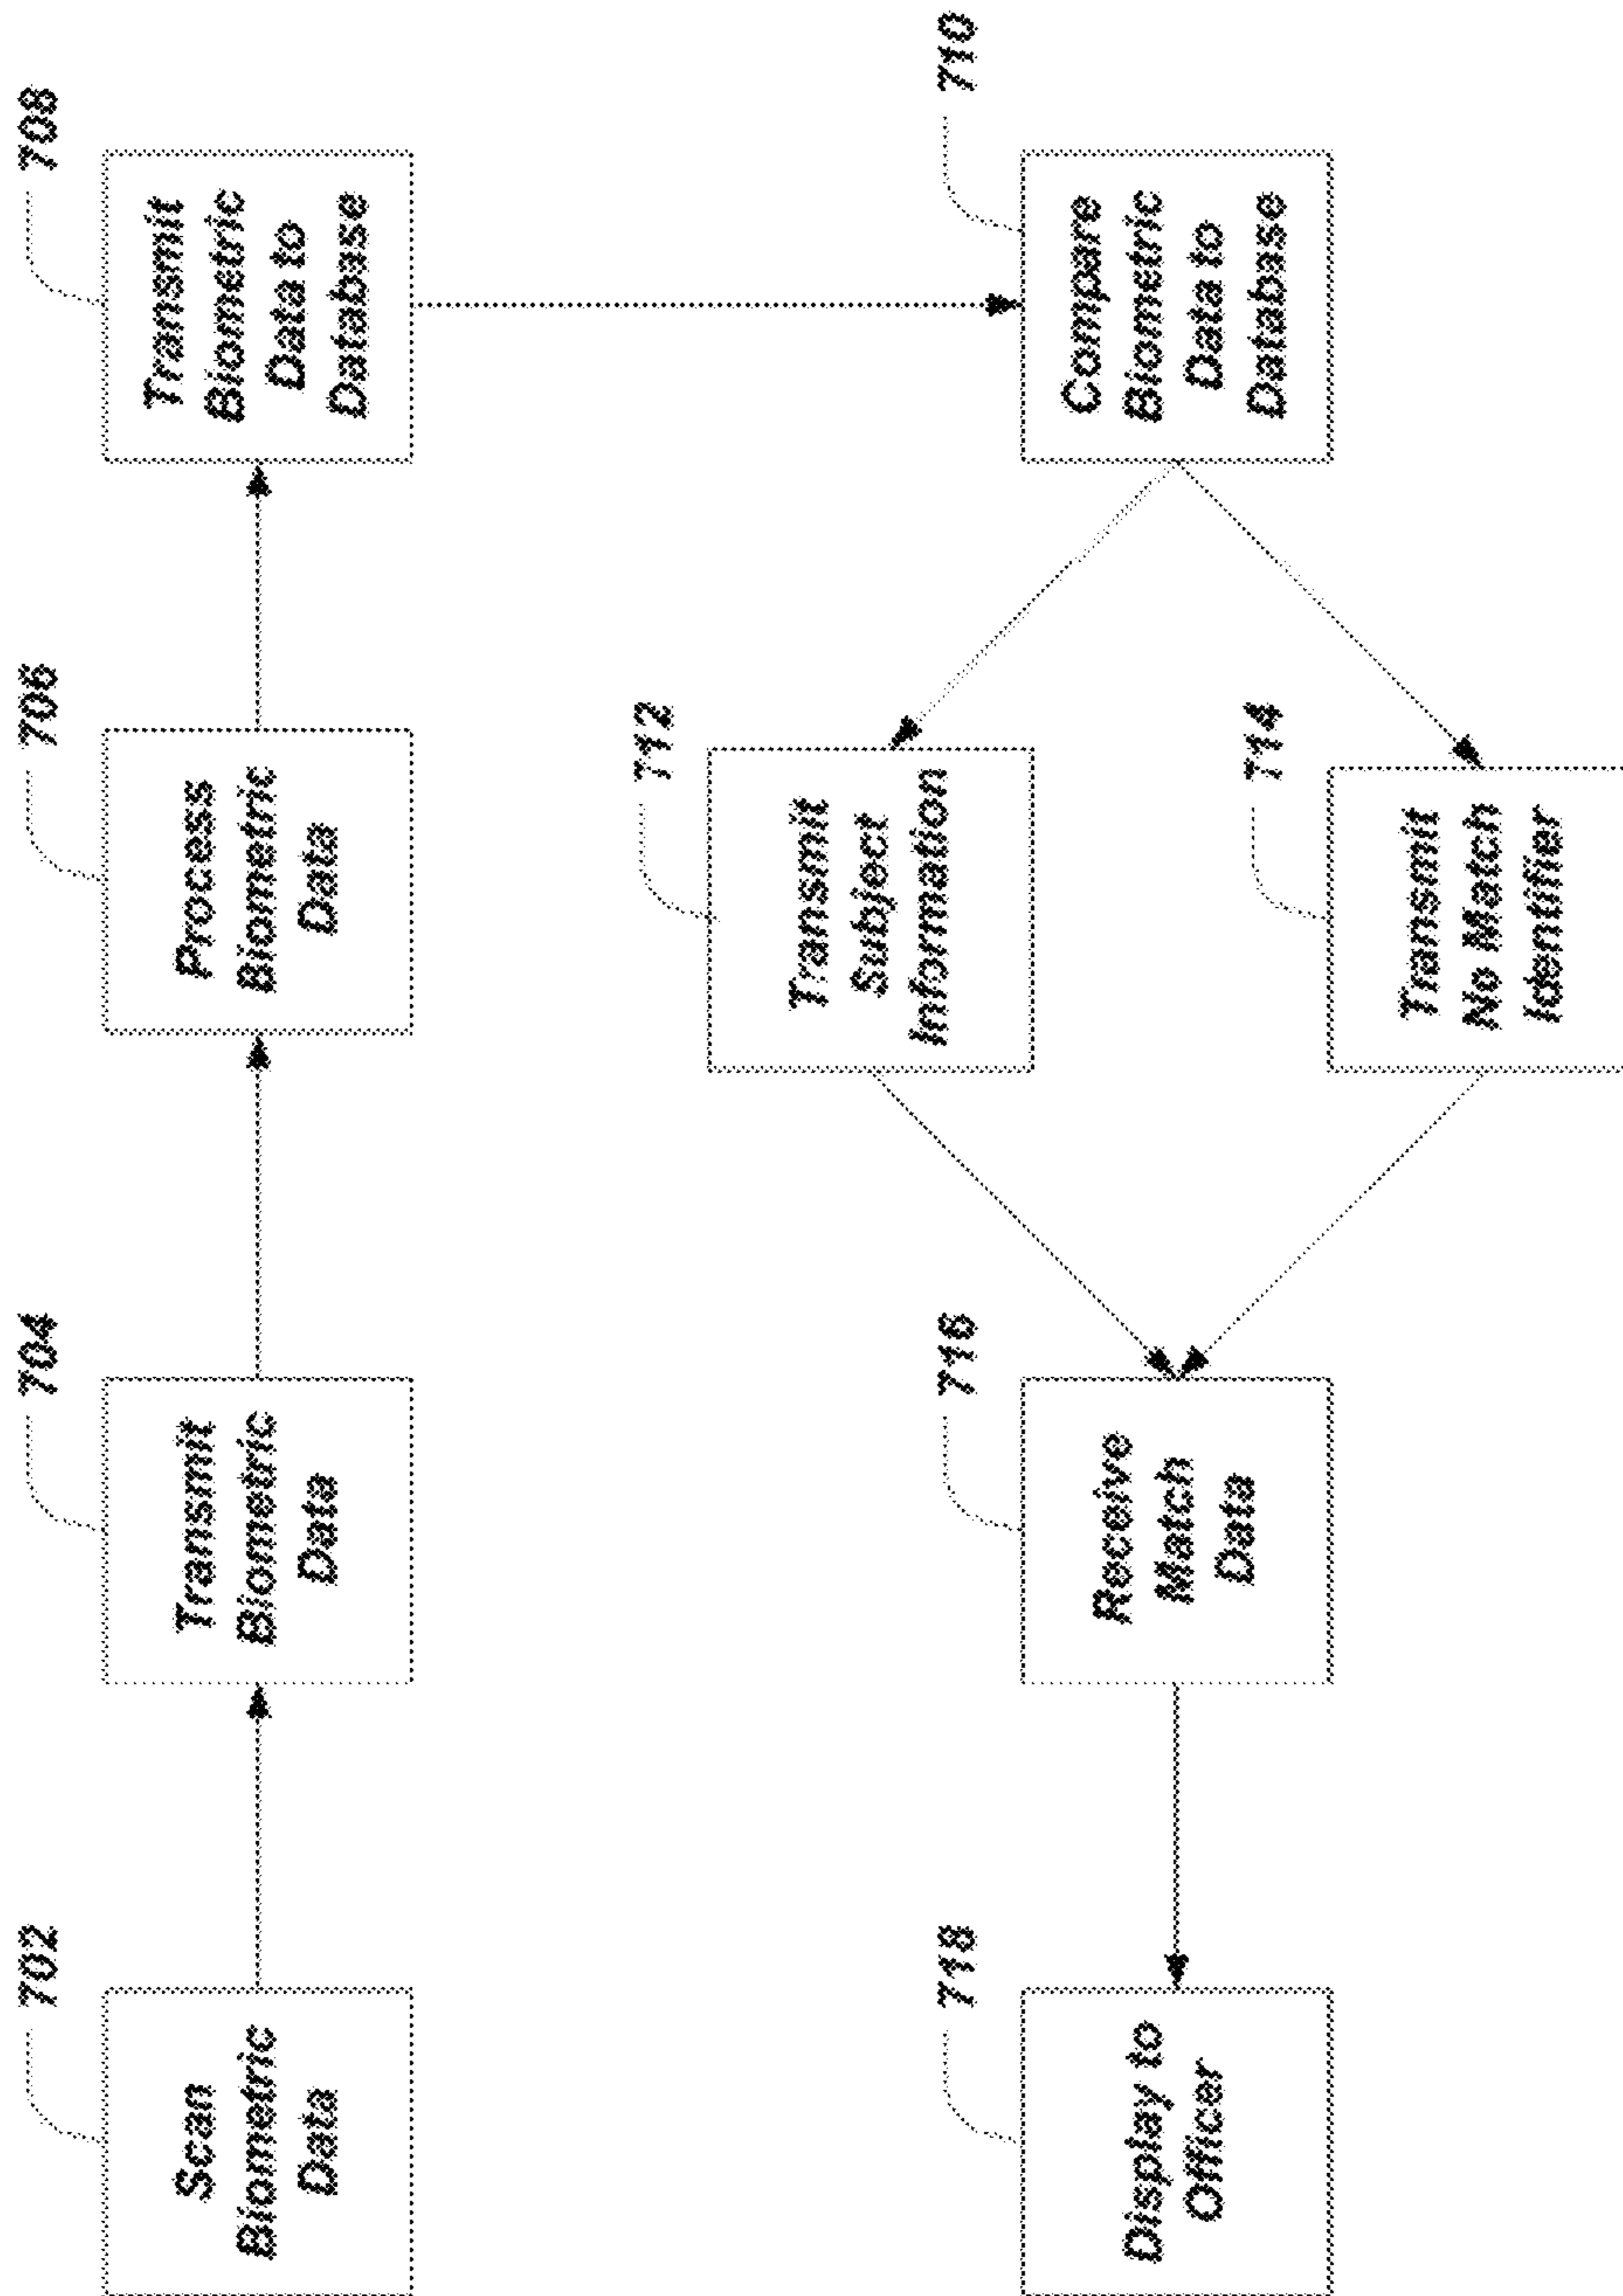 702
Scan
Biometric
Data
704
Transmit
Biometric
Data
706
Process
Biometric
Data
708
Transmit
Biometric
Data to
Database
710
Compare
Biometric
Data to
Database
712
Transmit
Subject
Information
714
Transmit
No Match
Identifier
716
Receive
Match
Data
718
Display to
Officer